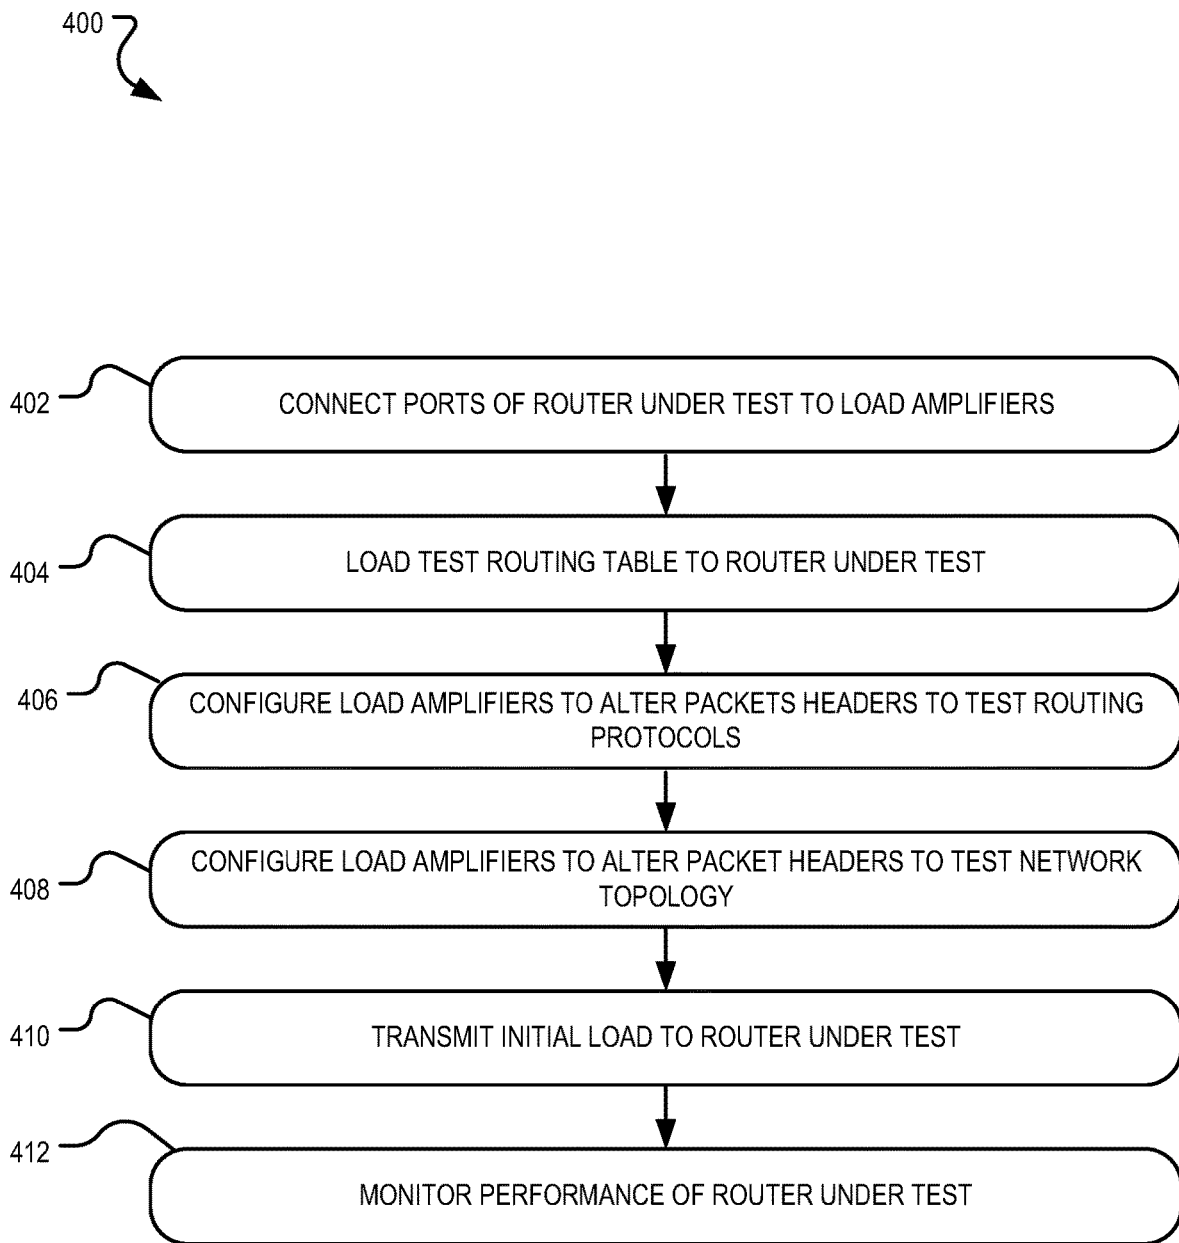 400
402
CONNECT PORTS OF ROUTER UNDER TEST TO LOAD AMPLIFIERS
404
LOAD TEST ROUTING TABLE TO ROUTER UNDER TEST
406
CONFIGURE LOAD AMPLIFIERS TO ALTER PACKETS HEADERS TO TEST ROUTING
PROTOCOLS
408
CONFIGURE LOAD AMPLIFIERS TO ALTER PACKET HEADERS TO TEST NETWORK
TOPOLOGY
410
TRANSMIT INITIAL LOAD TO ROUTER UNDER TEST
412
MONITOR PERFORMANCE OF ROUTER UNDER TEST